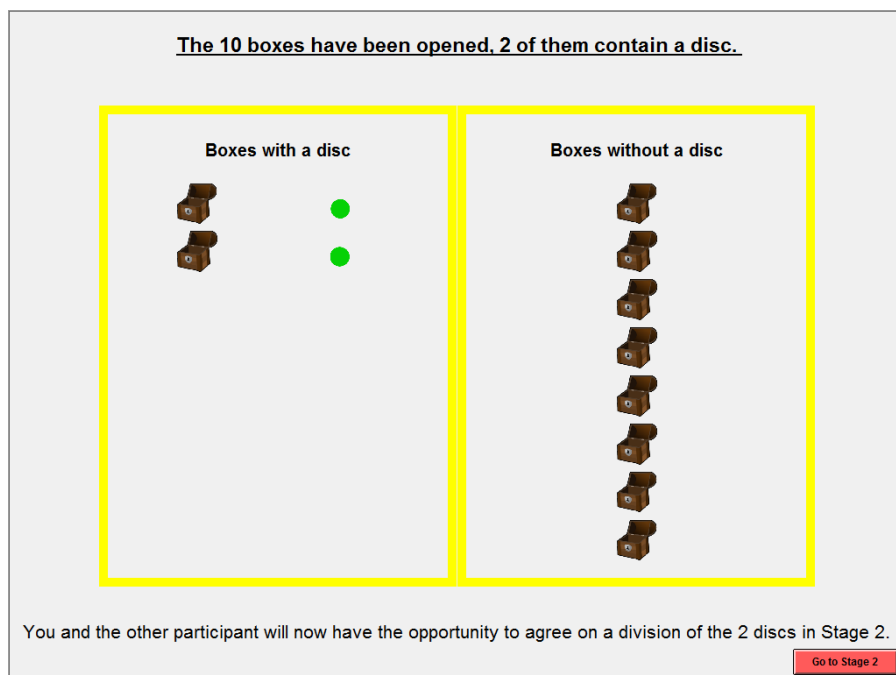 The 10 boxes have been opened, 2 of them contain a disc.
Boxes with a disc
Boxes without a disc
You and the other participant will now have the opportunity to agree on a division of the 2 discs in Stage 2.
Go to Stage 2